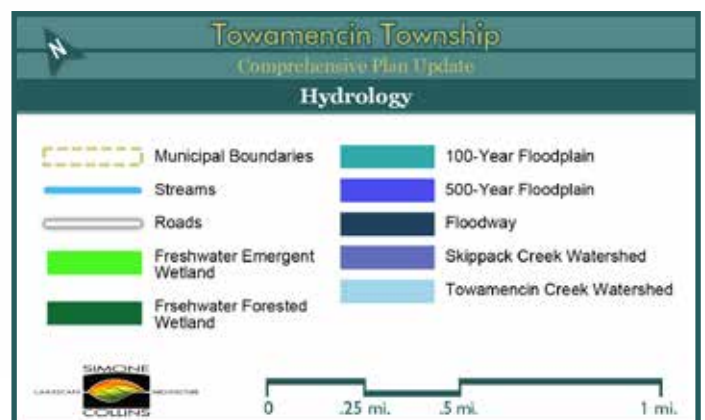 N
Towamencin Township
Comprehensive Plan Update
Hydrology
Municipal Boundaries
Streams
Roads
Freshwater Emergent
Wetland
Frsehwater Forested
Wetland
100-Year Floodplain
500-Year Floodplain
Floodway
Skippack Creek Watershed
Towamencin Creek Watershed
SIMONE
LANDSCAPE ARCHITECTURE
COLLINS
0 .25 mi. .5 mi. 1 mi.